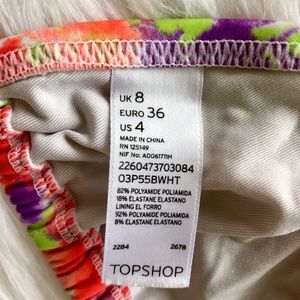 UK 8
EURO 36
US 4
MADE IN CHINA
RN 125149
NIF No: A0061711H
2260473703084
03P55BWHT
82% POLYAMIDE POLIAMIDA
18% ELASTANE ELASTANO
LINING EL FORRO
92% POLYAMIDE POLIAMIDA
8% ELASTANE ELASTANO
2284 2678
TOPSHOP